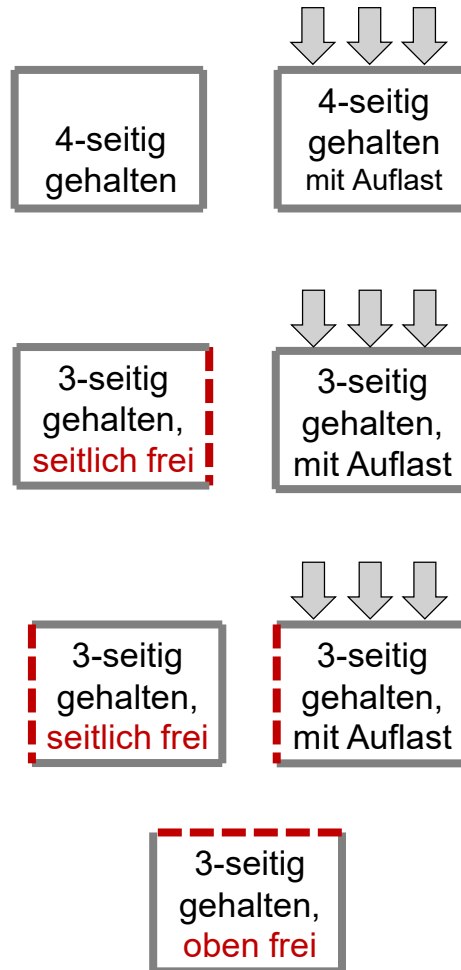 4-seitig
gehalten
4-seitig
gehalten
mit Auflast
3-seitig
gehalten,
seitlich frei
3-seitig
gehalten,
mit Auflast
3-seitig
gehalten,
seitlich frei
3-seitig
gehalten,
mit Auflast
3-seitig
gehalten,
oben frei